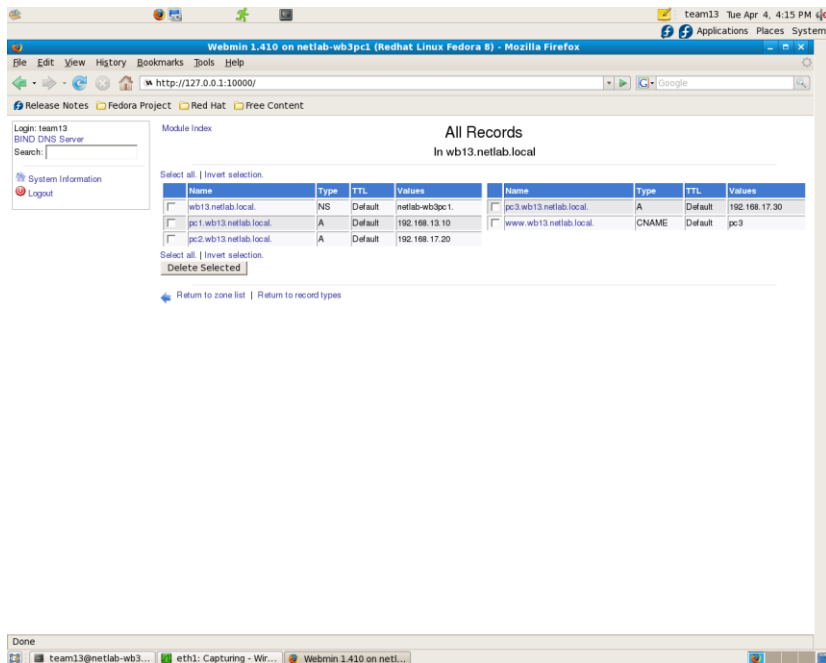 team13 Tue Apr 4, 4:15 PM
Applications Places System
Webmin 1.410 on netlab-wb3pc1 (Redhat Linux Fedora 8) - Mozilla Firefox
File Edit View History Bookmarks Tools Help
http://127.0.0.1:10000/
Google
Release Notes Fedora Project Red Hat Free Content
Login: team13
BIND DNS Server
Search:
System Information
Logout
Module Index
All Records
In wb13.netlab.local
Select all. | Invert selection.
Name Type TTL Values Name Type TTL Values
wb13.netlab.local. NS Default netlab-wb3pc1. pc3.wb13.netlab.local. A Default 192.168.17.30
pc1.wb13.netlab.local. A Default 192.168.13.10 www.wb13.netlab.local. CNAME Default pc3
pc2.wb13.netlab.local. A Default 192.168.17.20
Select all. | Invert selection.
Delete Selected
Return to zone list | Return to record types
Done
team13@netlab-wb3... eth1: Capturing - Wir... Webmin 1.410 on netl...